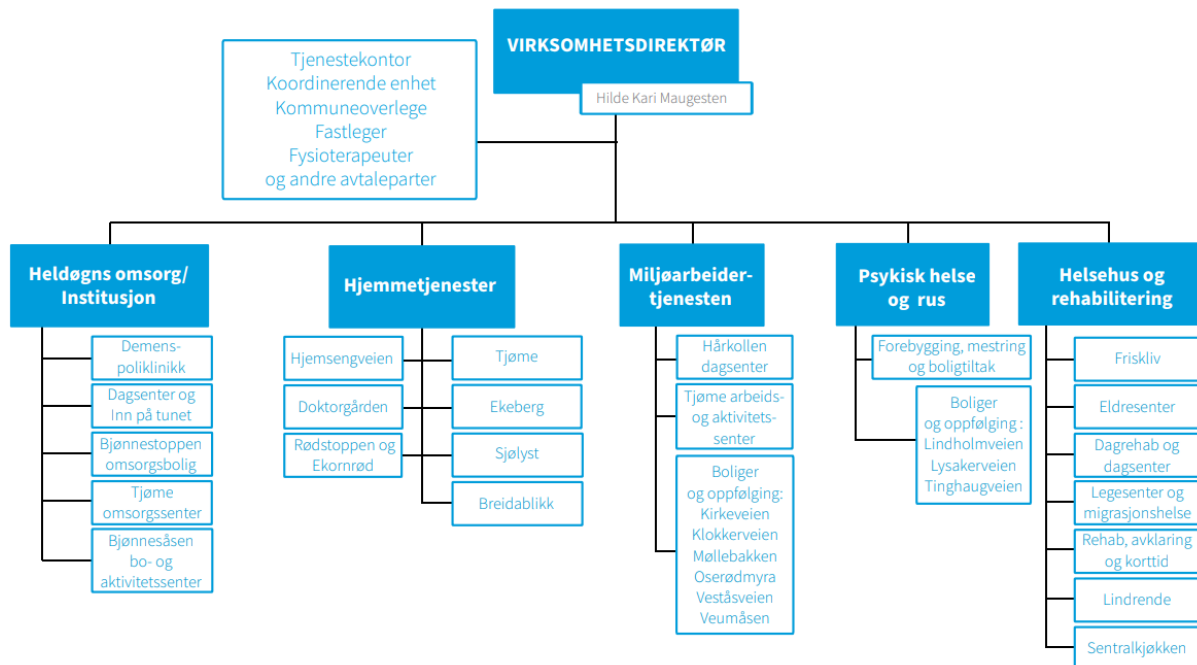 VIRKSOMHETSDIREKTØR
Hilde Kari Maugesten
Tjenestekontor
Koordinerende enhet
Kommuneoverlege
Fastleger
Fysioterapeuter
og andre avtaleparter
Heldøgns omsorg/
Institusjon
Demens-
poliklinikk
Dagsenter og
Inn på tunet
Bjønnestoppen
omsorgsbolig
Tjøme
omsorgssenter
Bjønnesåsen
bo- og
aktivitetssenter
Hjemmetjenester
Hjemsengveien
Doktorgården
Rødstoppen og
Ekornrød
Tjøme
Ekeberg
Sjølyst
Breidablikk
Miljøarbeider-
tjenesten
Hårkollen
dagsenter
Tjøme arbeids-
og aktivitets-
senter
Boliger
og oppfølging:
Kirkeveien
Klokkerveien
Møllebakken
Oserødmyra
Veståsveien
Veumåsen
Psykisk helse
og rus
Forebygging, mestring
og boligtiltak
Boliger
og oppfølging :
Lindholmveien
Lysakerveien
Tinghaugveien
Helsehus og
rehabilitering
Friskliv
Eldresenter
Dagrehab og
dagsenter
Legesenter og
migrasjonshelse
Rehab, avklaring
og korttid
Lindrende
Sentralkjøkken